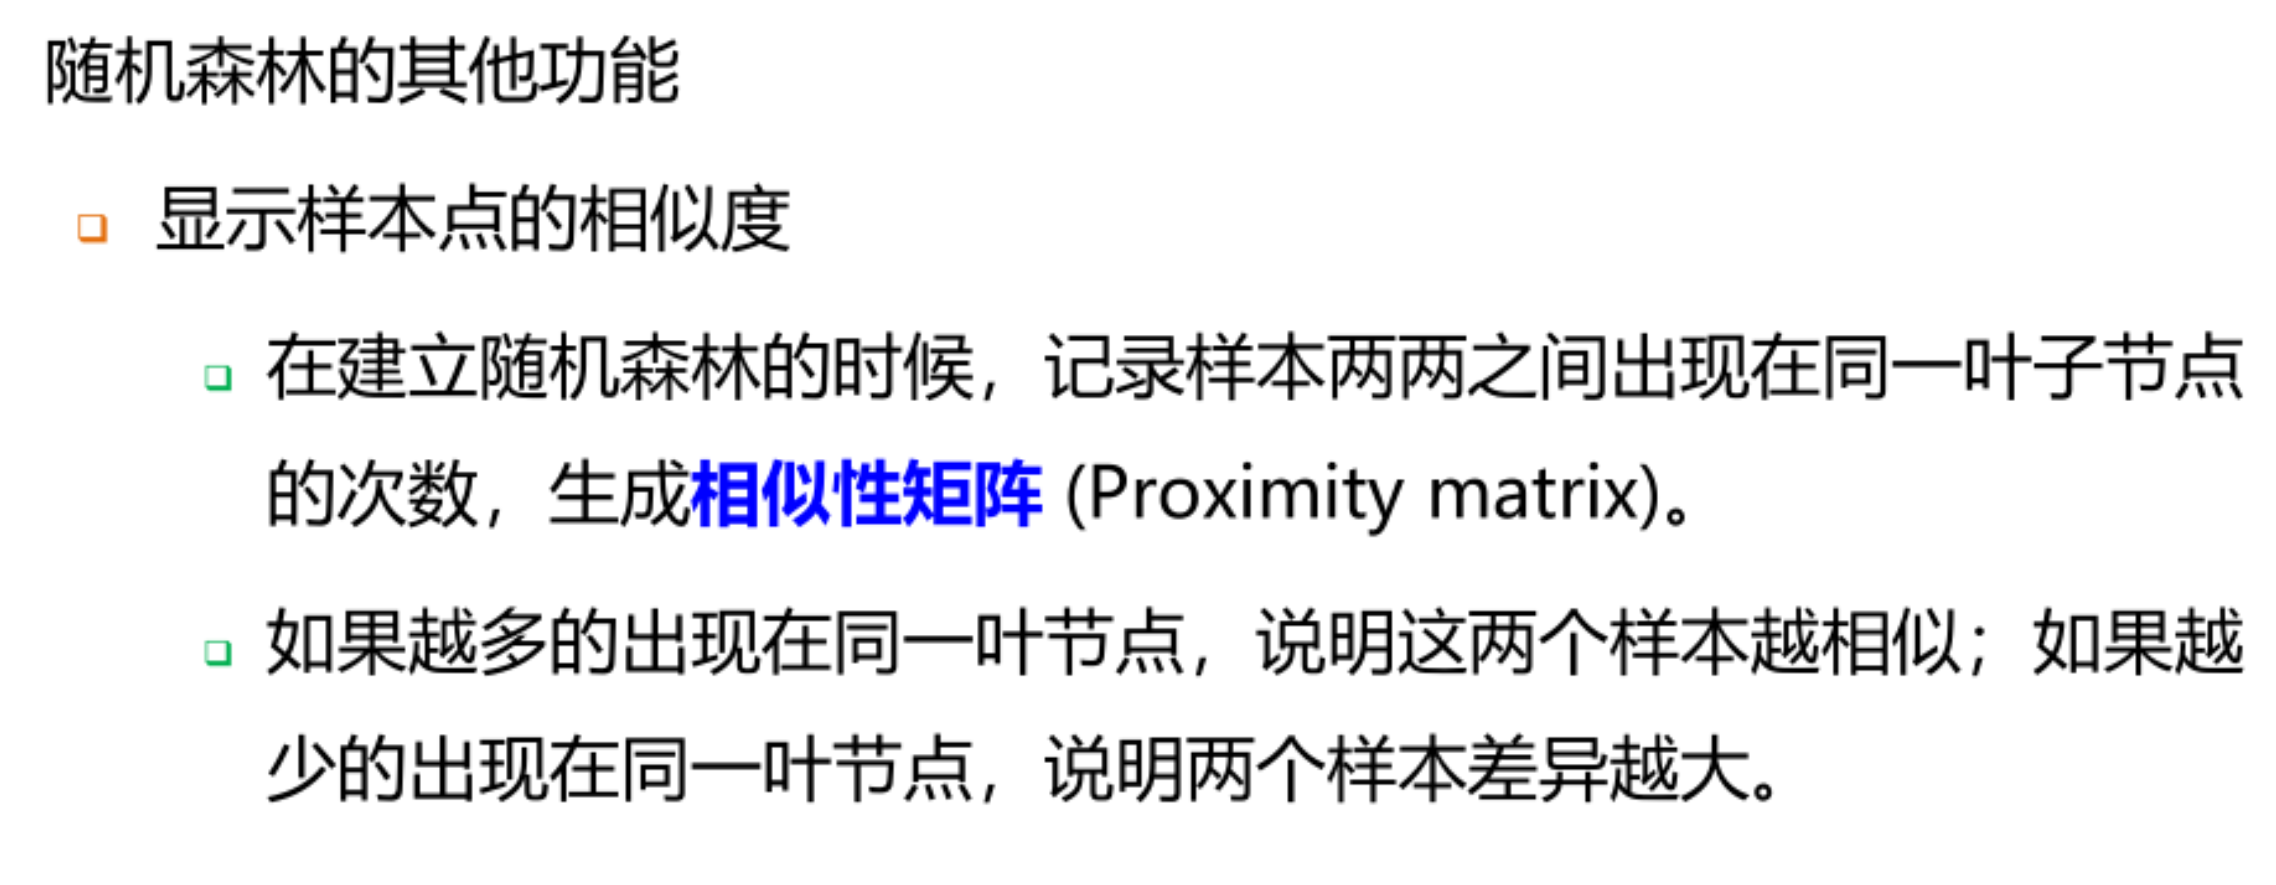 随机森林的其他功能
显示样本点的相似度
在建立随机森林的时候，记录样本两两之间出现在同一叶子节点
的次数，生成相似性矩阵 (Proximity matrix)。
如果越多的出现在同一叶节点，说明这两个样本越相似；如果越
少的出现在同一叶节点，说明两个样本差异越大。